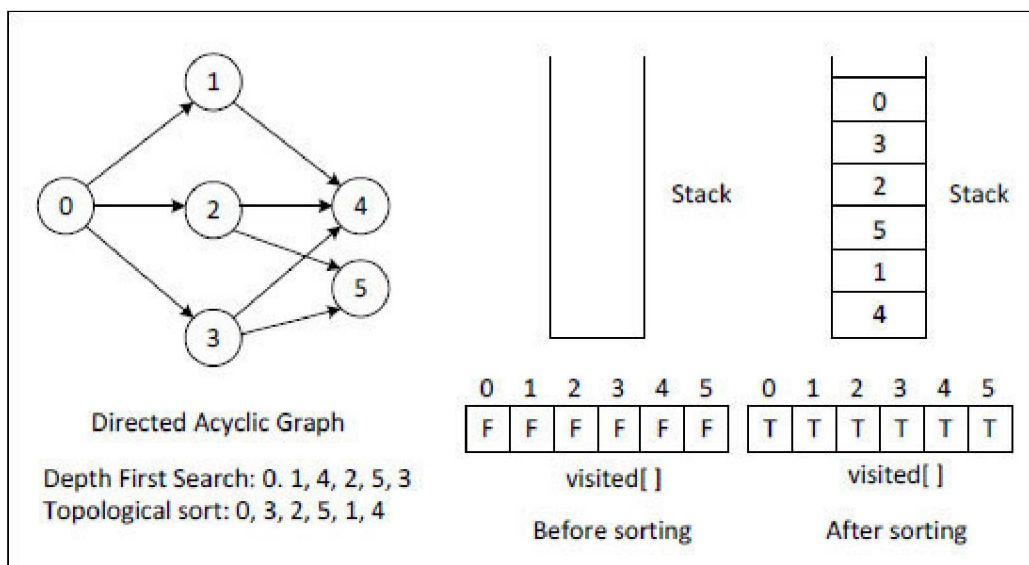 1
0
2
4
5
3
Directed Acyclic Graph
Depth First Search: 0. 1, 4, 2, 5, 3
Topological sort: 0, 3, 2, 5, 1, 4
Stack
0 1 2 3 4 5
F F F F F F
visited[ ]
Before sorting
0
3
2
5
1
4
Stack
0 1 2 3 4 5
T T T T T T
visited[ ]
After sorting